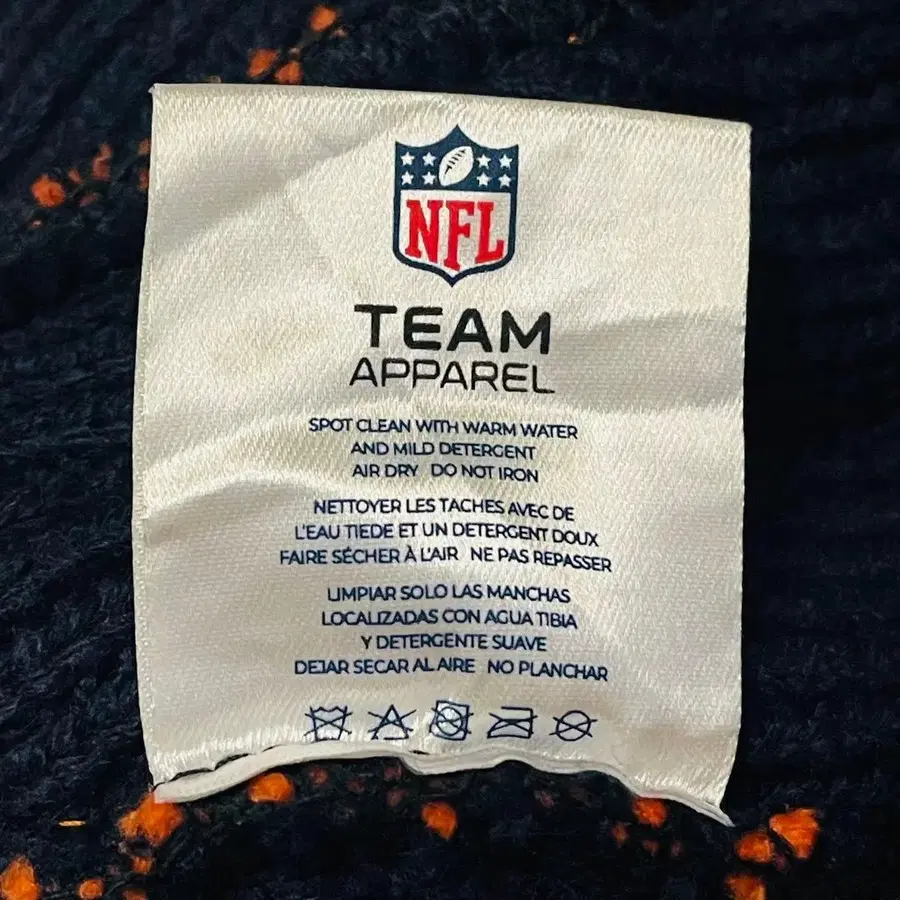 NFL
TEAM
APPAREL
SPOT CLEAN WITH WARM WATER
AND MILD DETERGENT
AIR DRY DO NOT IRON
NETTOYER LES TACHES AVEC DE
L'EAU TIEDE ET UN DETERGENT DOUX
FAIRE SÉCHER À L'AIR NE PAS REPASSER
LIMPIAR SOLO LAS MANCHAS
LOCALIZADAS CON AGUA TIBIA
Y DETERGENTE SUAVE
DEJAR SECAR AL AIRE NO PLANCHAR